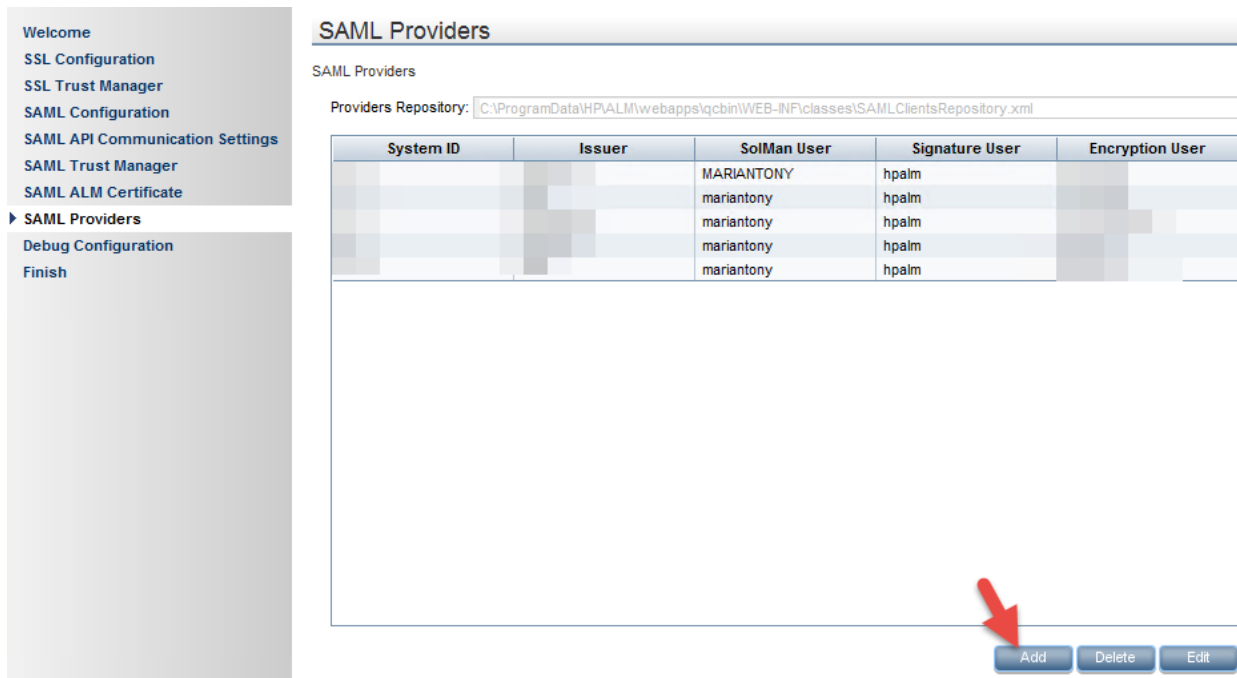 Welcome
SSL Configuration
SSL Trust Manager
SAML Configuration
SAML API Communication Settings
SAML Trust Manager
SAML ALM Certificate
SAML Providers
Debug Configuration
Finish
SAML Providers
SAML Providers
Providers Repository: C:\ProgramData\HP\ALM\webapps\qcbin\WEB-INF\classes\SAMLClientsRepository.xml
System ID Issuer SolMan User Signature User Encryption User
MARIANTONY hpalm
mariantony hpalm
mariantony hpalm
mariantony hpalm
mariantony hpalm
Add Delete Edit